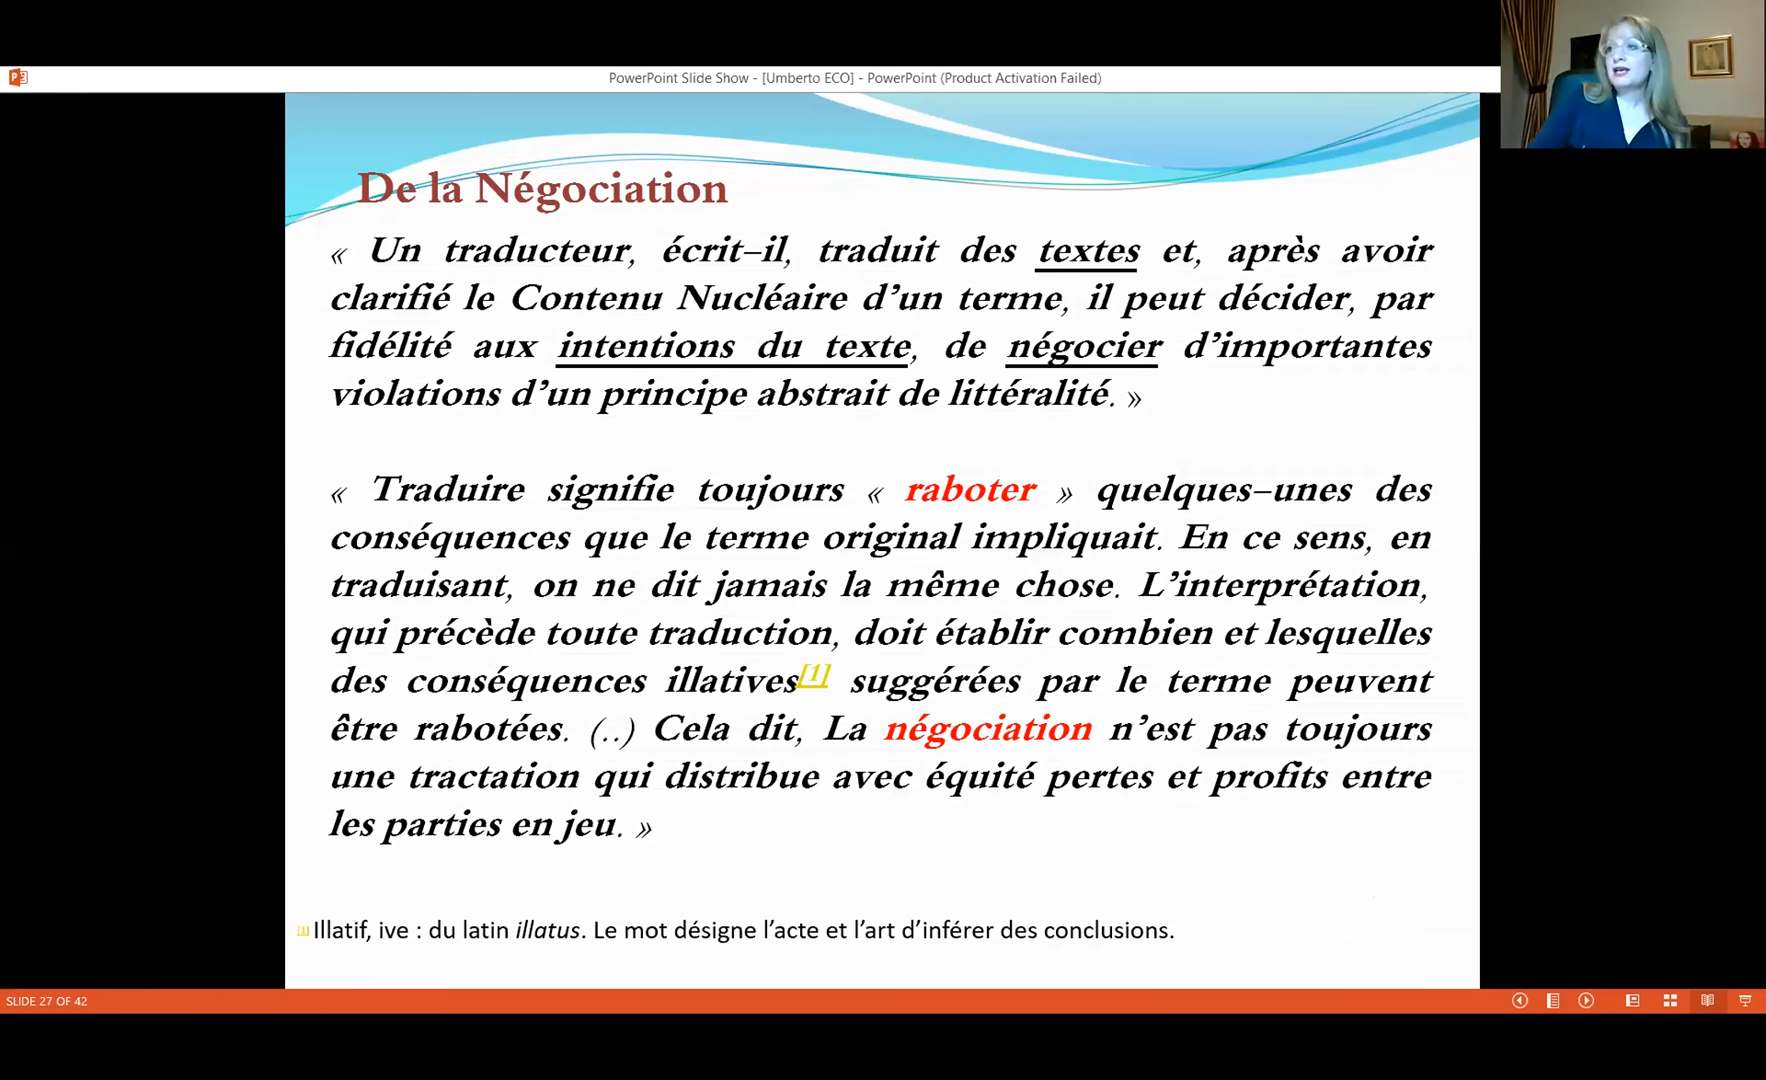 PowerPoint Slide Show - [Umberto ECO] - PowerPoint (Product Activation Failed)
De la Négociation
« Un traducteur, écrit-il, traduit des textes et, après avoir
clarifié le Contenu Nucléaire d’un terme, il peut décider, par
fidélité aux intentions du texte, de négocier d’importantes
violations d’un principe abstrait de littéralité. »
« Traduire signifie toujours « raboter » quelques-unes des
conséquences que le terme original impliquait. En ce sens, en
traduisant, on ne dit jamais la même chose. L’interprétation,
qui précède toute traduction, doit établir combien et lesquelles
des conséquences illatives[1] suggérées par le terme peuvent
être rabotées. (..) Cela dit, La négociation n’est pas toujours
une tractation qui distribue avec équité pertes et profits entre
les parties en jeu. »
[1] Illatif, ive : du latin illatus. Le mot désigne l’acte et l’art d’inférer des conclusions.
SLIDE 27 OF 42